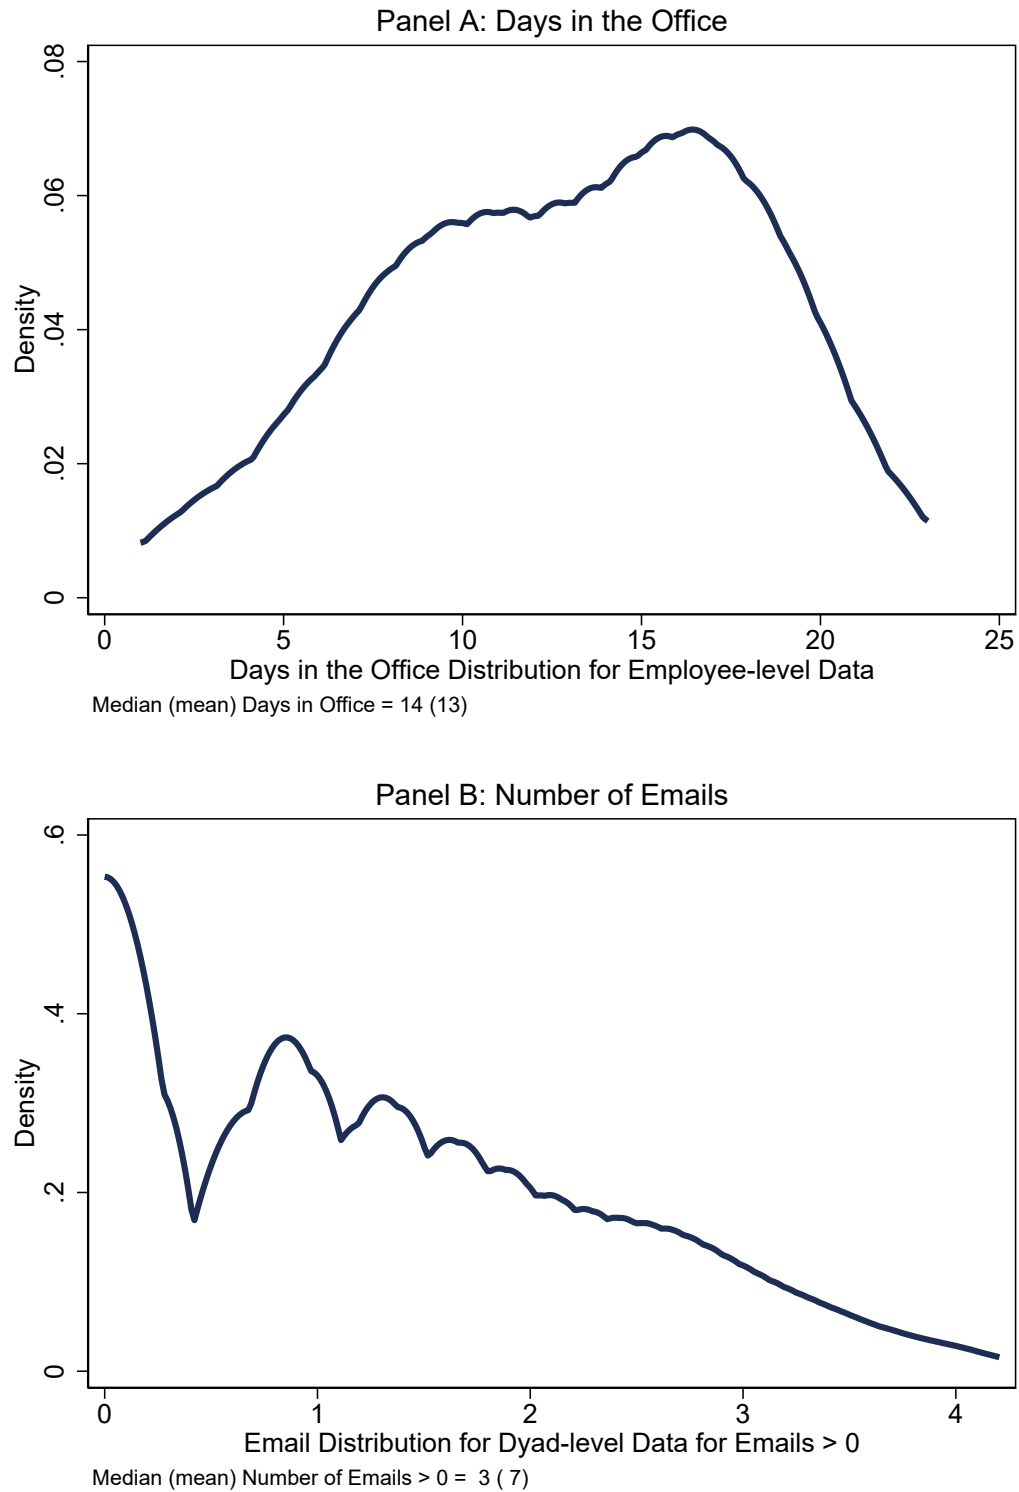 Panel A: Days in the Office
.08
.06
.04
.02
0
Density
0 5 10 15 20 25
Days in the Office Distribution for Employee-level Data
Median (mean) Days in Office = 14 (13)
Panel B: Number of Emails
.6
.4
.2
0
Density
0 1 2 3 4
Email Distribution for Dyad-level Data for Emails > 0
Median (mean) Number of Emails > 0 =  3 ( 7)